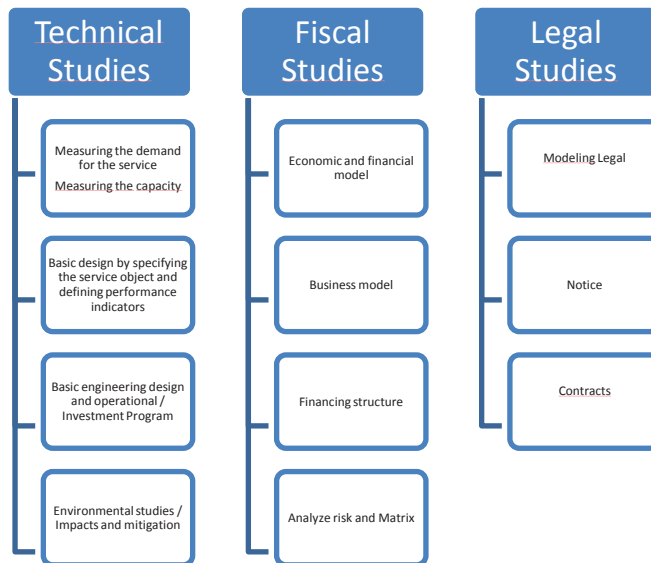 Technical
Studies
Measuring the demand
for the service
Measuring the capacity
Basic design by specifying
the service object and
defining performance
indicators
Basic engineering design
and operational /
Investment Program
Environmental studies /
Impacts and mitigation
Fiscal
Studies
Economic and financial
model
Business model
Financing structure
Analyze risk and Matrix
Legal
Studies
Modeling Legal
Notice
Contracts